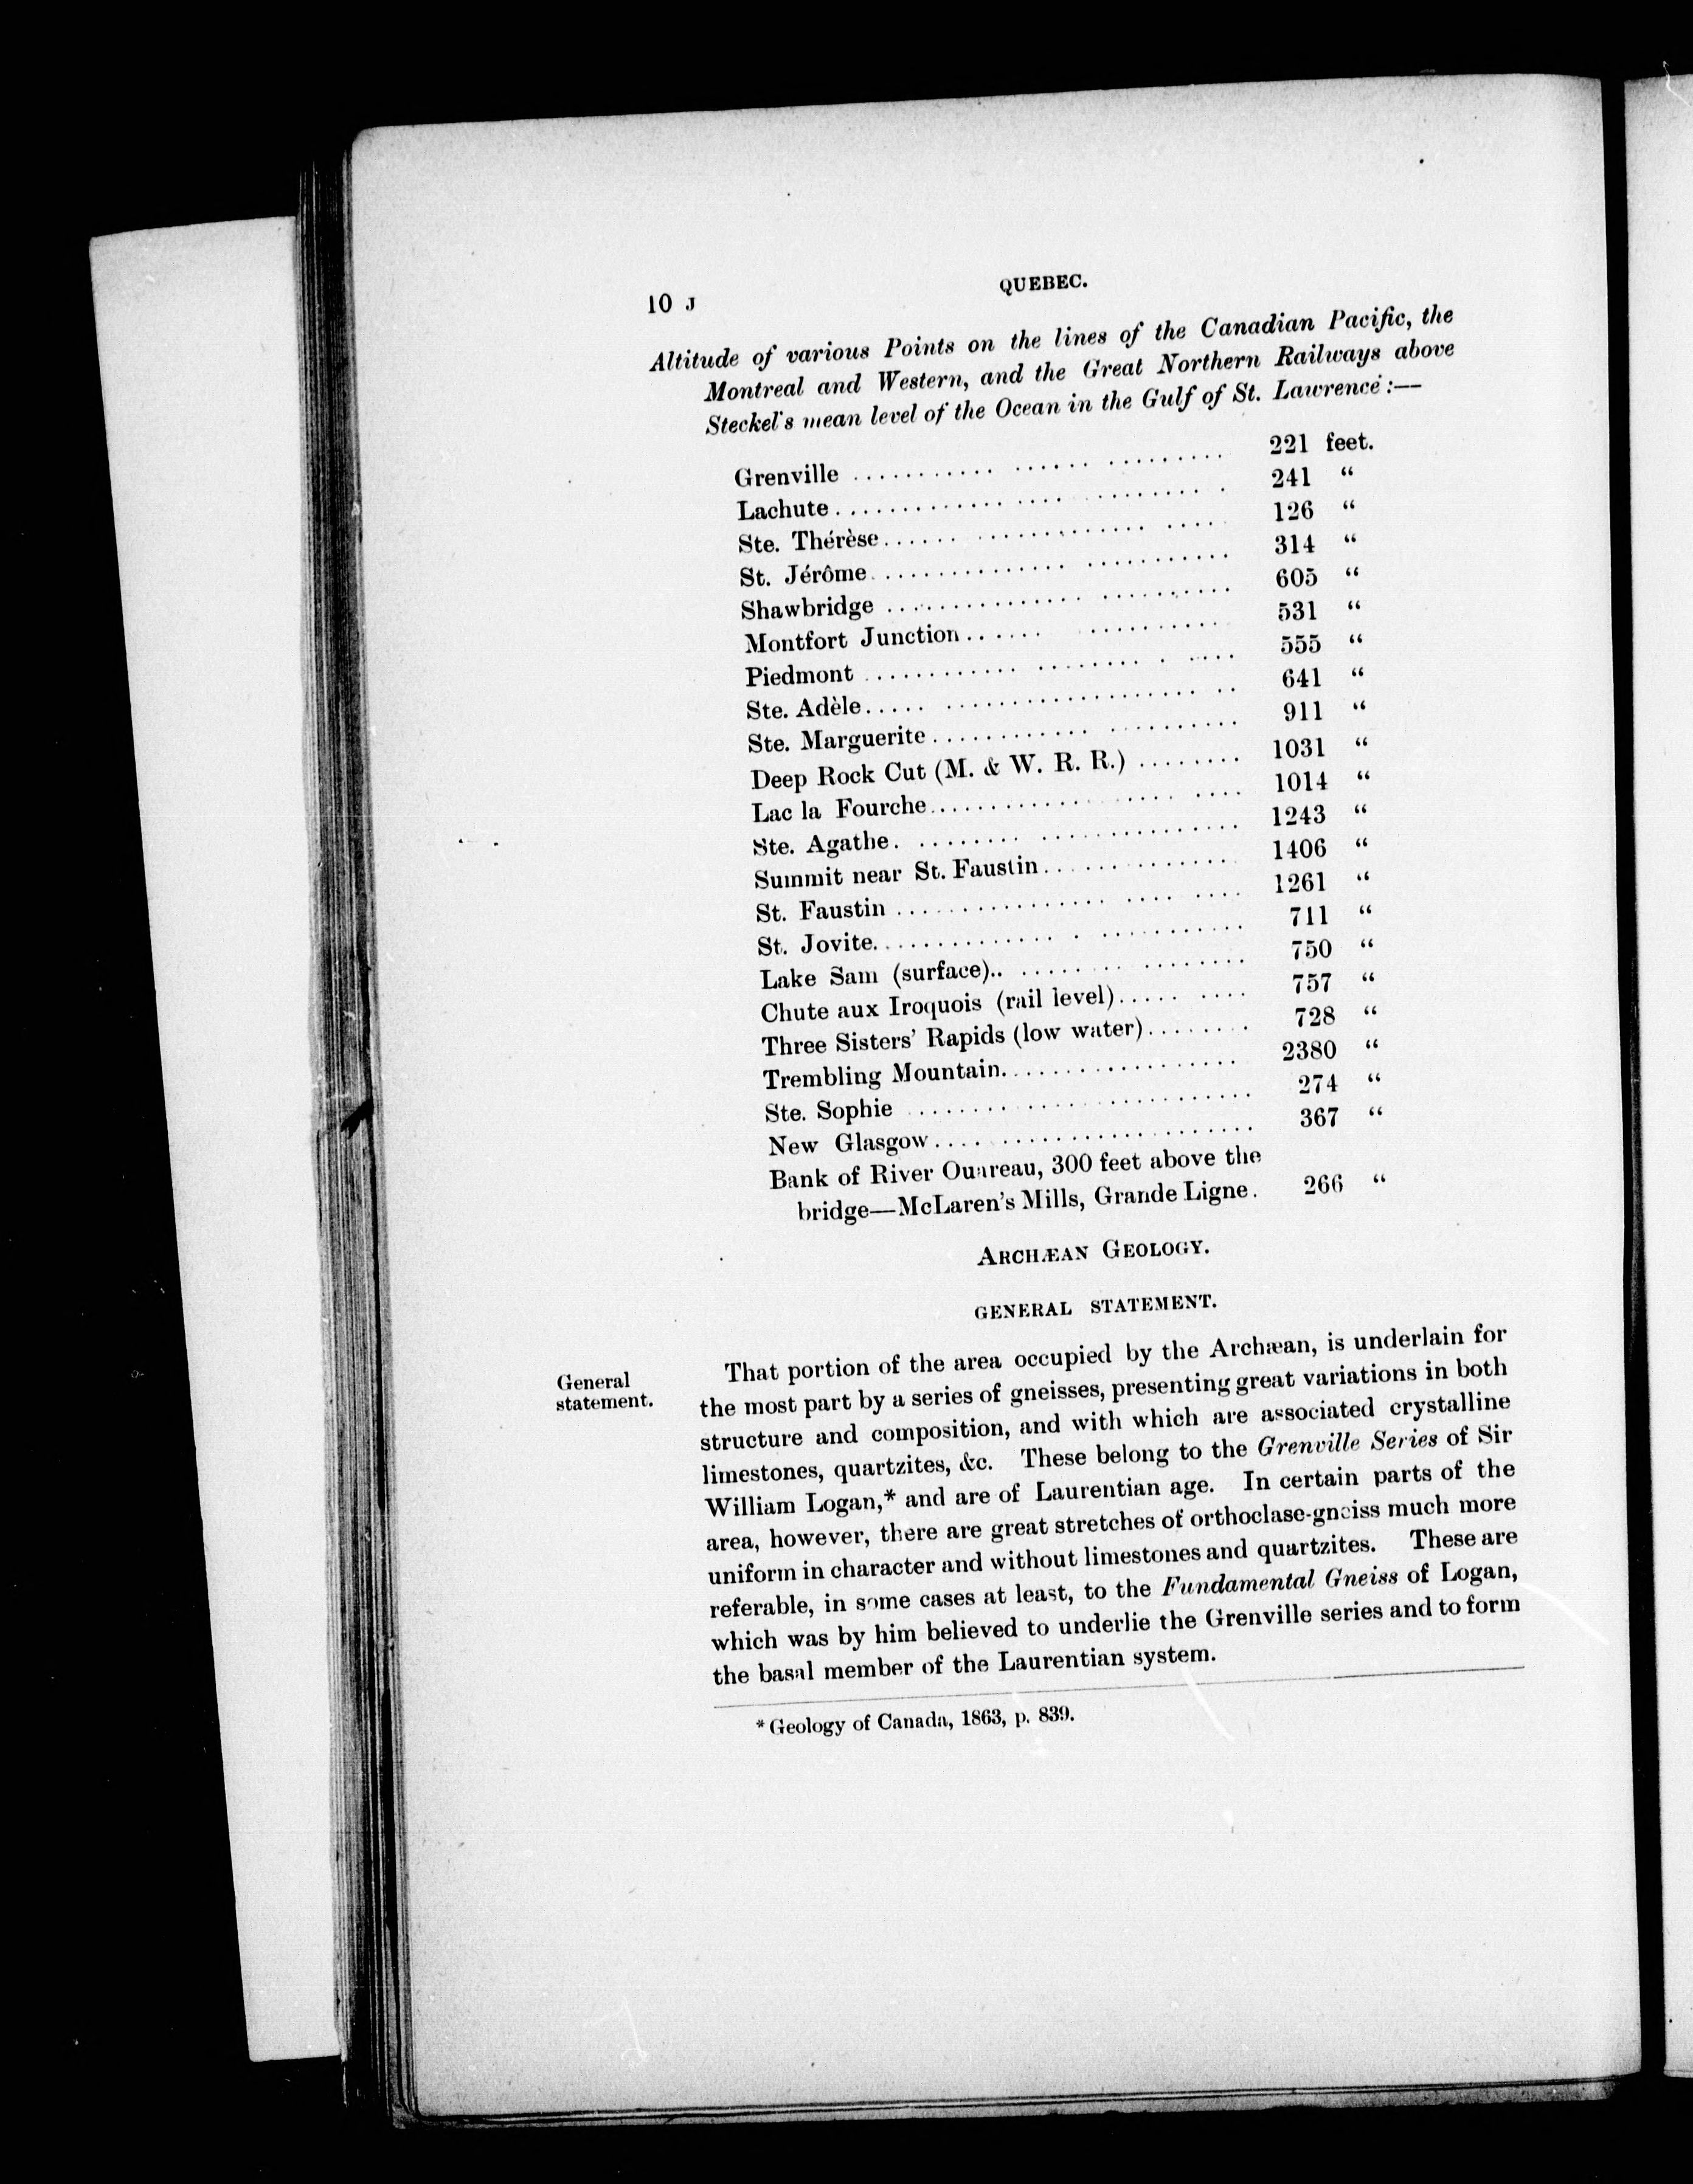 10 J
QUEBEC.
Altitude of various Points on the lines of the Canadian Pacific, the
Montreal and Western, and the Great Northern Railways above
Steckel's mean level of the Ocean in the Gulf of St. Lawrence :—
Grenville ........................ 221 feet.
Lachute ........................ 241 “
Ste. Thérèse ........................ 126 “
St. Jérôme ........................ 314 “
Shawbridge ........................ 605 “
Montfort Junction ........................ 531 “
Piedmont ........................ 555 “
Ste. Adèle ........................ 641 “
Ste. Marguerite ........................ 911 “
Deep Rock Cut (M. & W. R. R.) ........ 1031 “
Lac la Fourche ........................ 1014 “
Ste. Agathe ........................ 1243 “
Summit near St. Faustin ............ 1406 “
St. Faustin ........................ 1261 “
St. Jovite ........................ 711 “
Lake Sam (surface) .................. 750 “
Chute aux Iroquois (rail level) ......... 757 “
Three Sisters' Rapids (low water) ........ 728 “
Trembling Mountain .................. 2380 “
Ste. Sophie ........................ 274 “
New Glasgow ........................ 367 “
Bank of River Ouareau, 300 feet above the
bridge—McLaren's Mills, Grande Ligne. 266 “
ARCHÆAN GEOLOGY.
GENERAL STATEMENT.
General
statement.
That portion of the area occupied by the Archæan, is underlain for
the most part by a series of gneisses, presenting great variations in both
structure and composition, and with which are associated crystalline
limestones, quartzites, &c. These belong to the Grenville Series of Sir
William Logan,* and are of Laurentian age. In certain parts of the
area, however, there are great stretches of orthoclase-gneiss much more
uniform in character and without limestones and quartzites. These are
referable, in some cases at least, to the Fundamental Gneiss of Logan,
which was by him believed to underlie the Grenville series and to form
the basal member of the Laurentian system.
* Geology of Canada, 1863, p. 839.